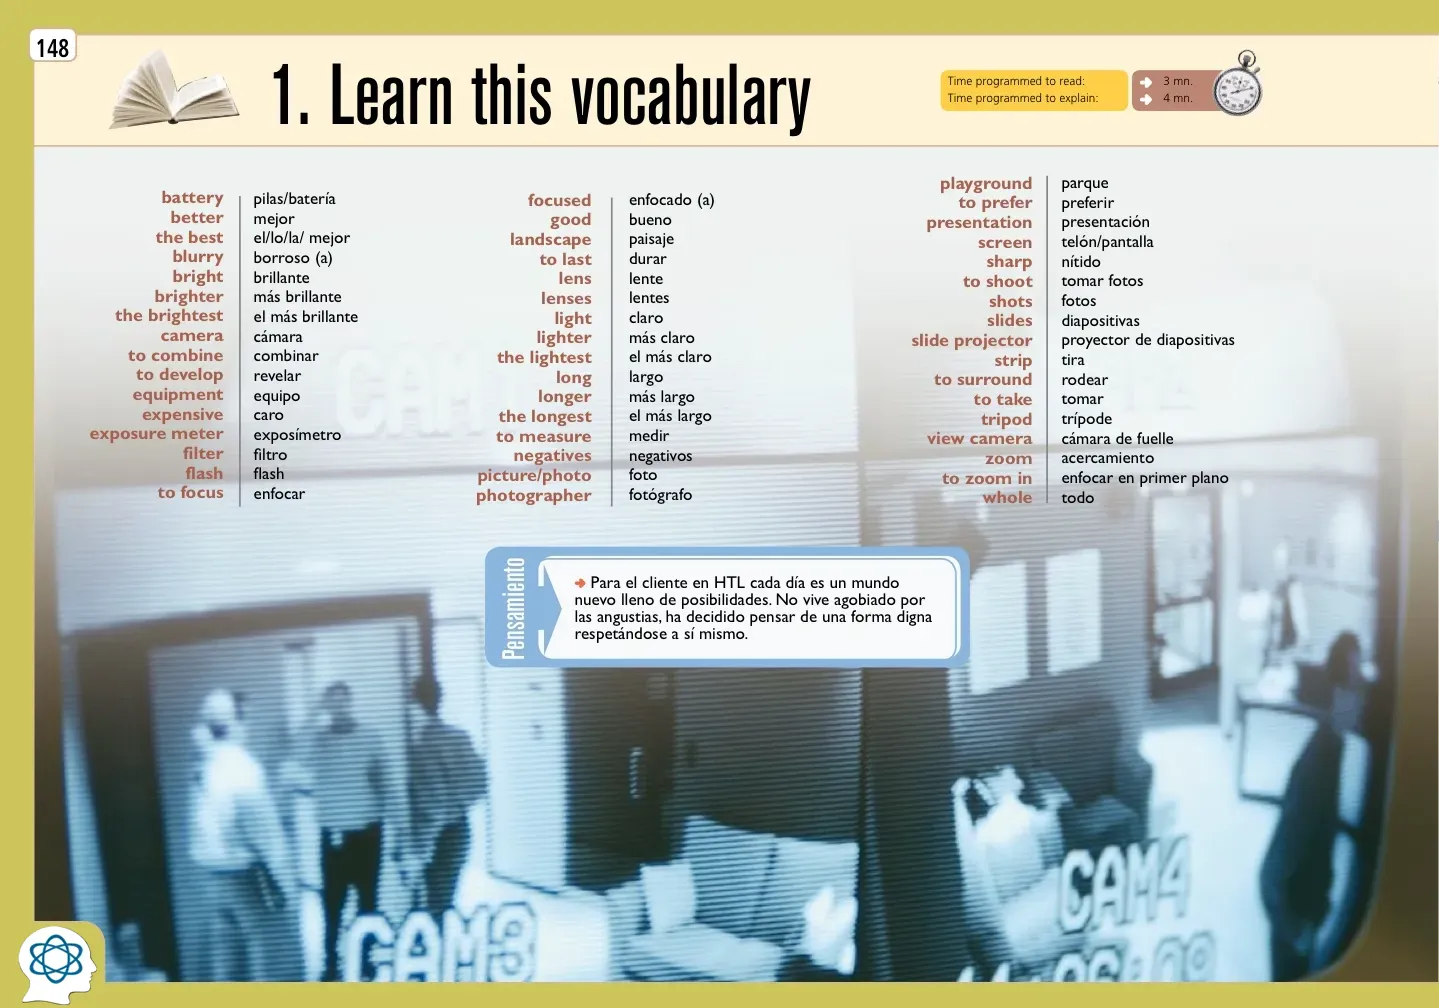 148
1. Learn this vocabulary
Time programmed to read: 3 mn.
Time programmed to explain: 4 mn.
battery pilas/batería
better mejor
the best el/lo/la/ mejor
blurry borroso (a)
bright brillante
brighter más brillante
the brightest el más brillante
camera cámara
to combine combinar
to develop revelar
equipment equipo
expensive caro
exposure meter exposímetro
filter filtro
flash flash
to focus enfocar
focused enfocado (a)
good bueno
landscape paisaje
to last durar
lens lente
lenses lentes
light claro
lighter más claro
the lightest el más claro
long largo
longer más largo
the longest el más largo
to measure medir
negatives negativos
picture/photo foto
photographer fotógrafo
playground parque
to prefer preferir
presentation presentación
screen telón/pantalla
sharp nítido
to shoot tomar fotos
shots fotos
slides diapositivas
slide projector proyector de diapositivas
strip tira
to surround rodear
to take tomar
tripod trípode
view camera cámara de fuelle
zoom acercamiento
to zoom in enfocar en primer plano
whole todo
Pensamiento
Para el cliente en HTL cada día es un mundo
nuevo lleno de posibilidades. No vive agobiado por
las angustias, ha decidido pensar de una forma digna
respetándose a sí mismo.
CAM3
CAM4